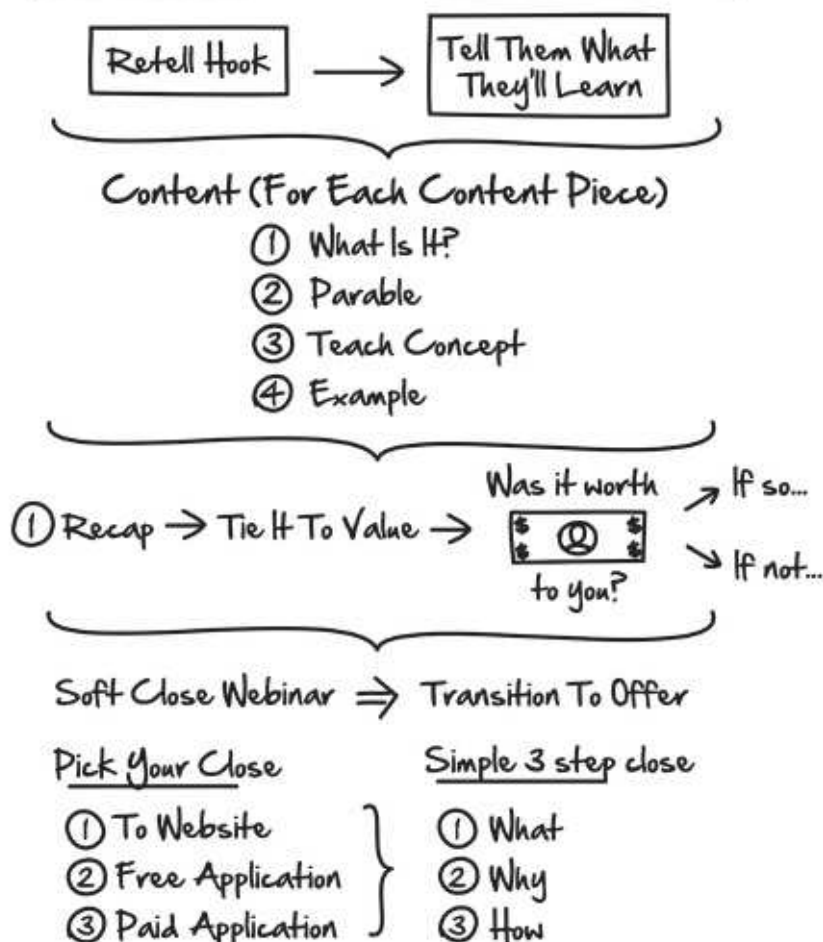 Retell Hook
Tell Them What
They'll Learn
Content (For Each Content Piece)
① What Is It?
② Parable
③ Teach Concept
④ Example
① Recap → Tie It To Value →
Was it worth
$ $
$ $
to you?
If so...
If not...
Soft Close Webinar ⇒ Transition To Offer
Pick Your Close
① To Website
② Free Application
③ Paid Application
Simple 3 step close
① What
② Why
③ How